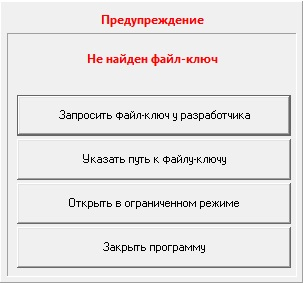 Предупреждение
Не найден файл-ключ
Запросить файл-ключ у разработчика
Указать путь к файлу-ключу
Открыть в ограниченном режиме
Закрыть программу